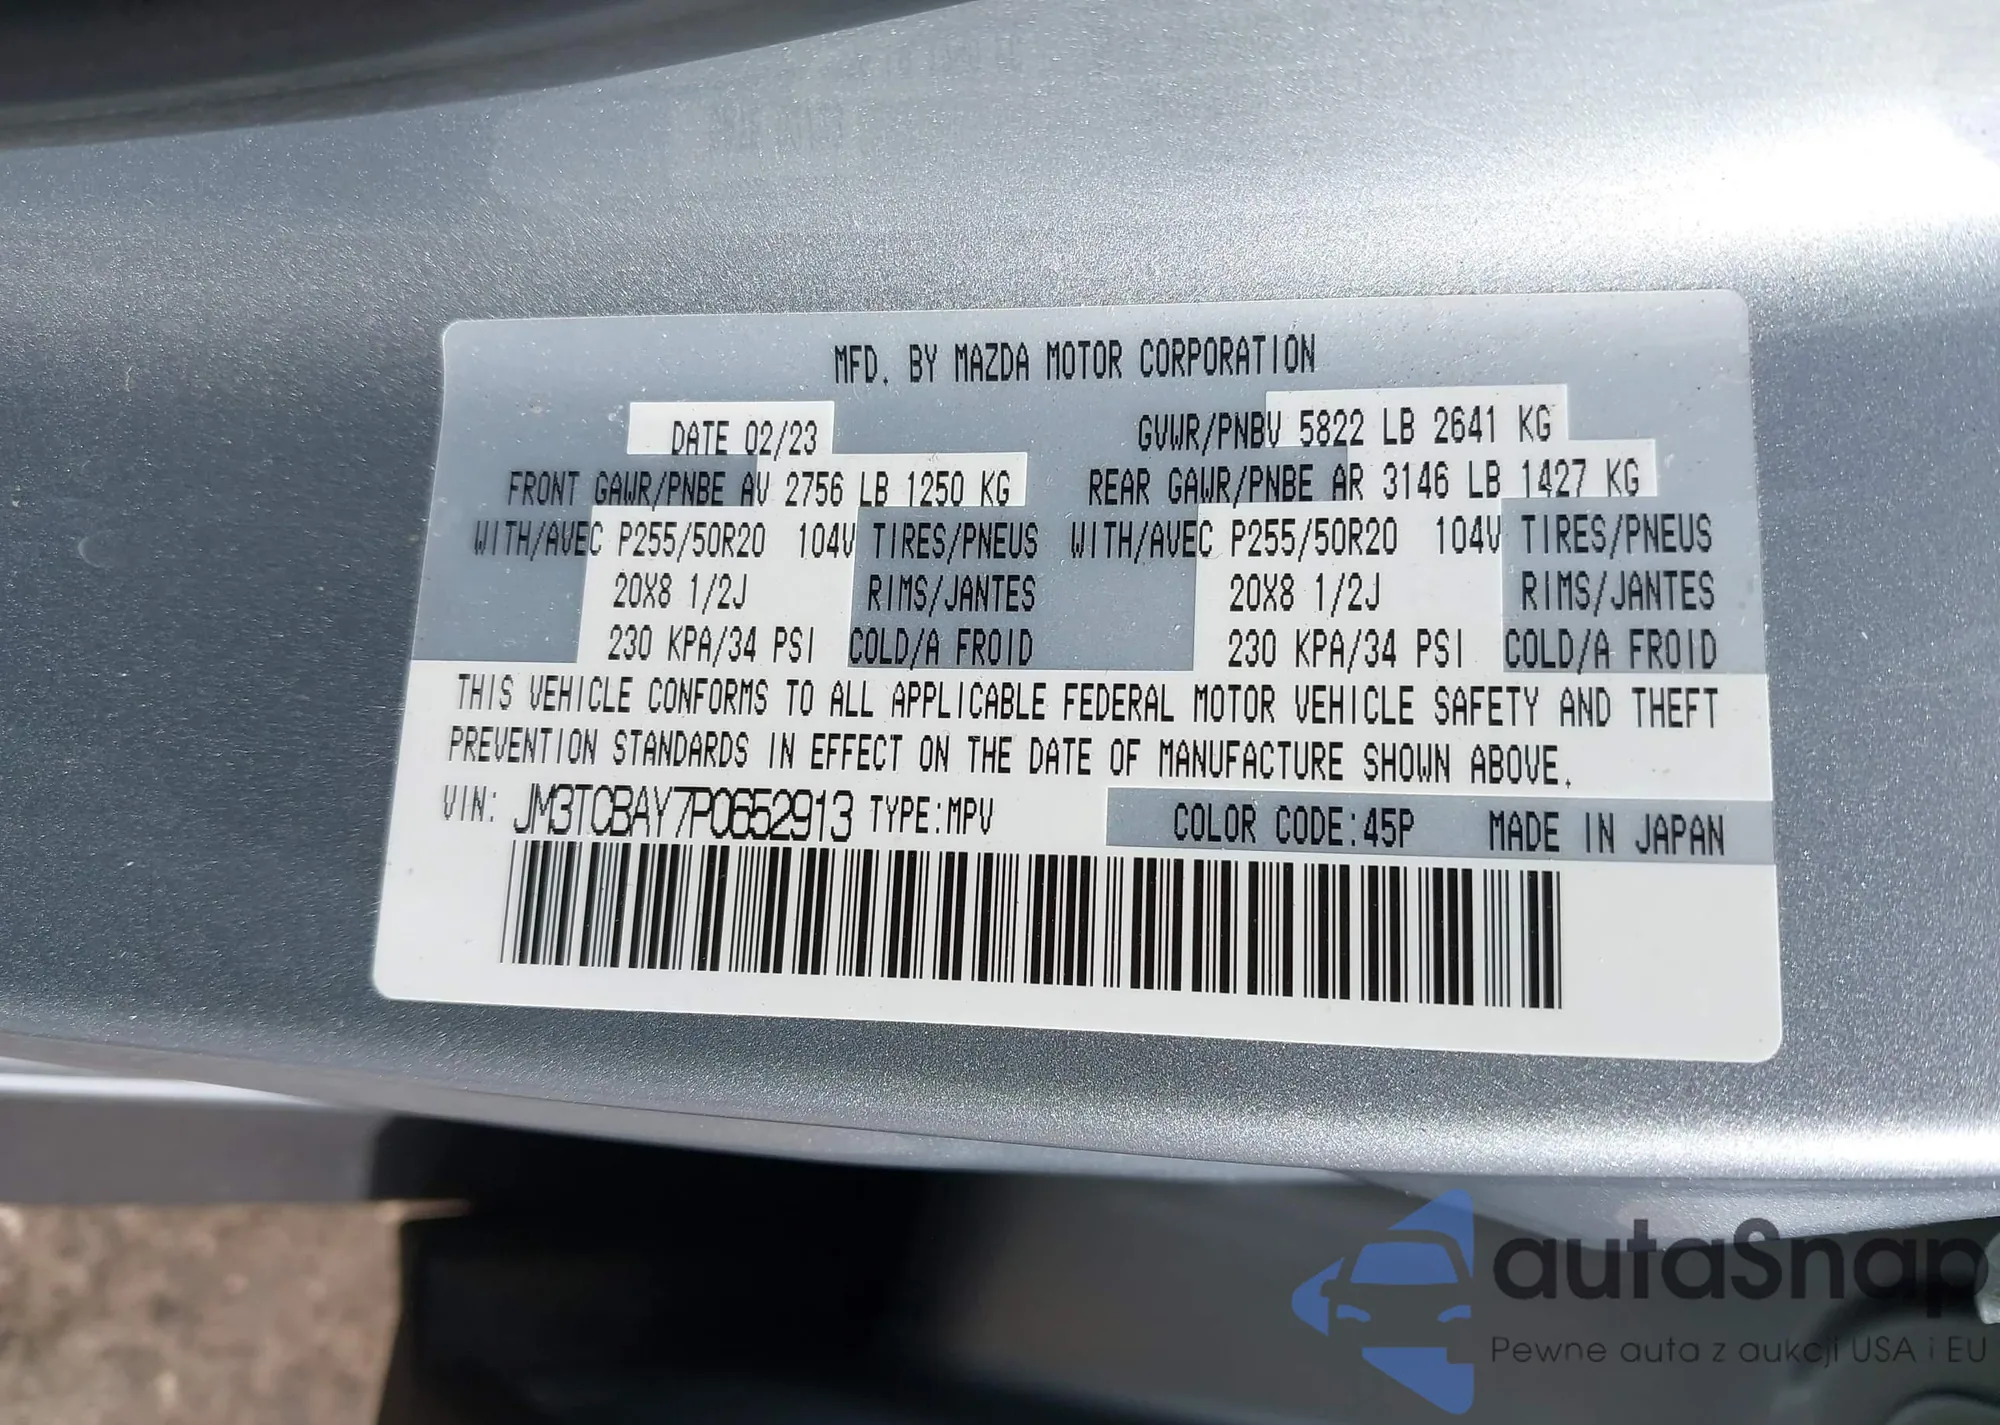 MFD. BY MAZDA MOTOR CORPORATION
DATE 02/23 GVWR/PNBV 5822 LB 2641 KG
FRONT GAWR/PNBE AV 2756 LB 1250 KG REAR GAWR/PNBE AR 3146 LB 1427 KG
WITH/AVEC P255/50R20 104V TIRES/PNEUS WITH/AVEC P255/50R20 104V TIRES/PNEUS
20X8 1/2J RIMS/JANTES 20X8 1/2J RIMS/JANTES
230 KPA/34 PSI COLD/A FROID 230 KPA/34 PSI COLD/A FROID
THIS VEHICLE CONFORMS TO ALL APPLICABLE FEDERAL MOTOR VEHICLE SAFETY AND THEFT
PREVENTION STANDARDS IN EFFECT ON THE DATE OF MANUFACTURE SHOWN ABOVE.
VIN: JM3TCBAY7P0652913 TYPE:MPV COLOR CODE:45P MADE IN JAPAN
autaSnap
Pewne auta z aukcji USA i EU